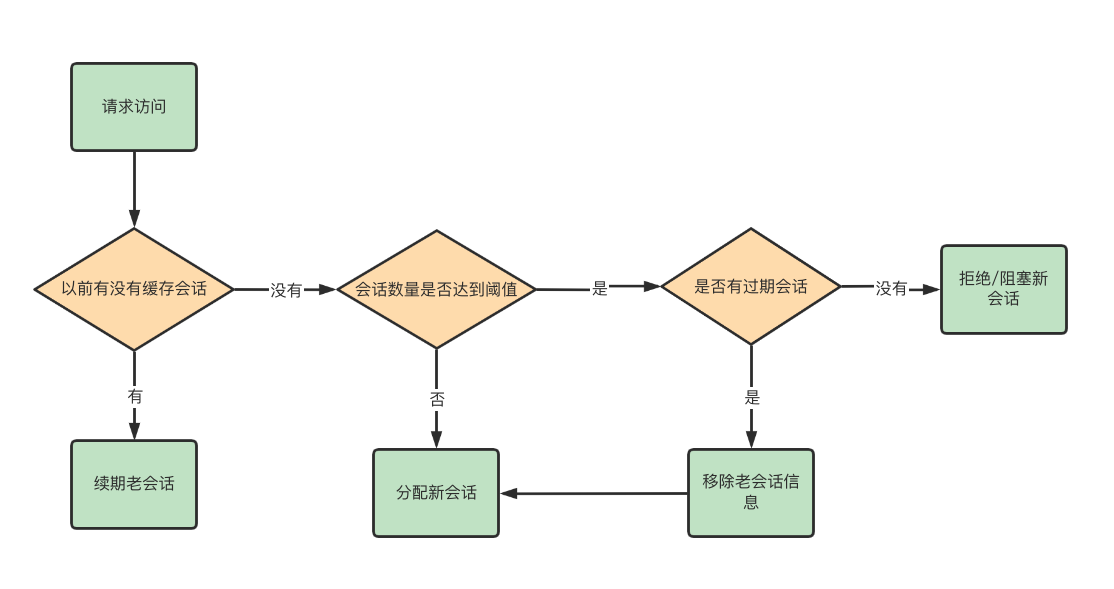 请求访问
以前有没有缓存会话
没有
会话数量是否达到阈值
是
是否有过期会话
没有
拒绝/阻塞新
会话
有
否
是
续期老会话
分配新会话
移除老会话信
息